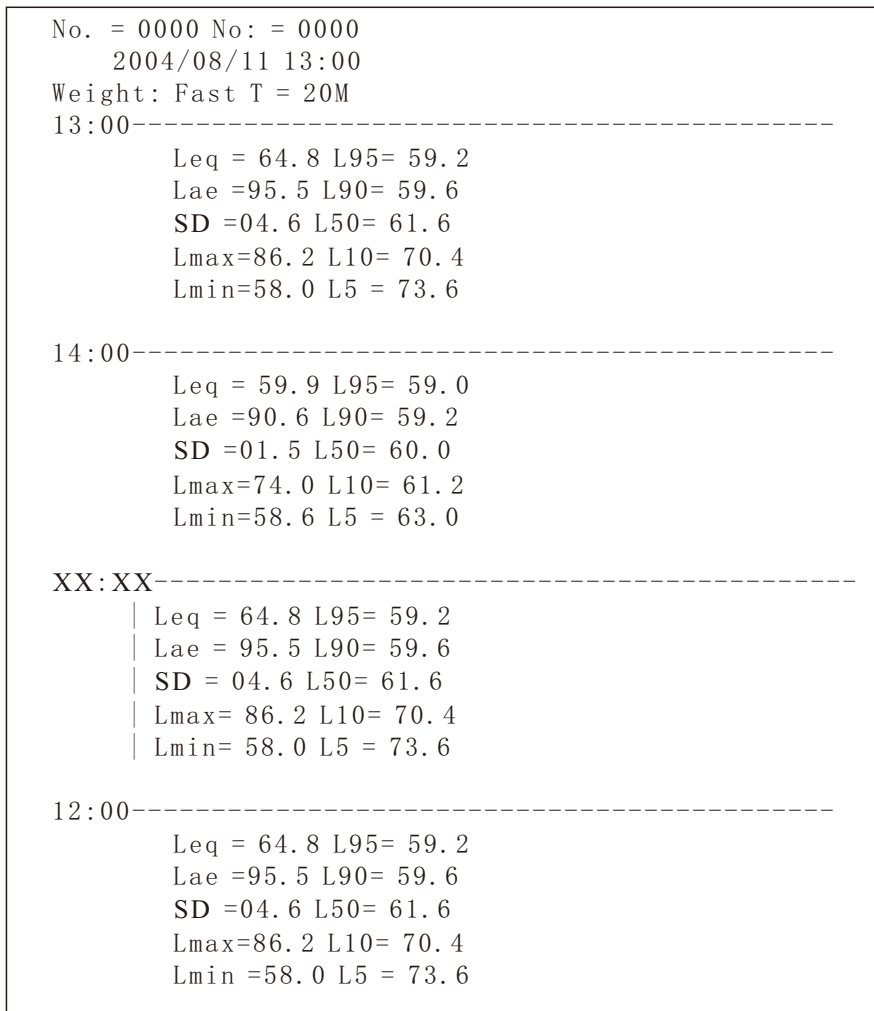 No. = 0000 No: = 0000
2004/08/11 13:00
Weight: Fast T = 20M
13:00--------------------------------------------
Leq = 64.8 L95= 59.2
Lae =95.5 L90= 59.6
SD =04.6 L50= 61.6
Lmax=86.2 L10= 70.4
Lmin=58.0 L5 = 73.6
14:00--------------------------------------------
Leq = 59.9 L95= 59.0
Lae =90.6 L90= 59.2
SD =01.5 L50= 60.0
Lmax=74.0 L10= 61.2
Lmin=58.6 L5 = 63.0
XX:XX--------------------------------------------
| Leq = 64.8 L95= 59.2
| Lae = 95.5 L90= 59.6
| SD = 04.6 L50= 61.6
| Lmax= 86.2 L10= 70.4
| Lmin= 58.0 L5 = 73.6
12:00--------------------------------------------
Leq = 64.8 L95= 59.2
Lae =95.5 L90= 59.6
SD =04.6 L50= 61.6
Lmax=86.2 L10= 70.4
Lmin =58.0 L5 = 73.6